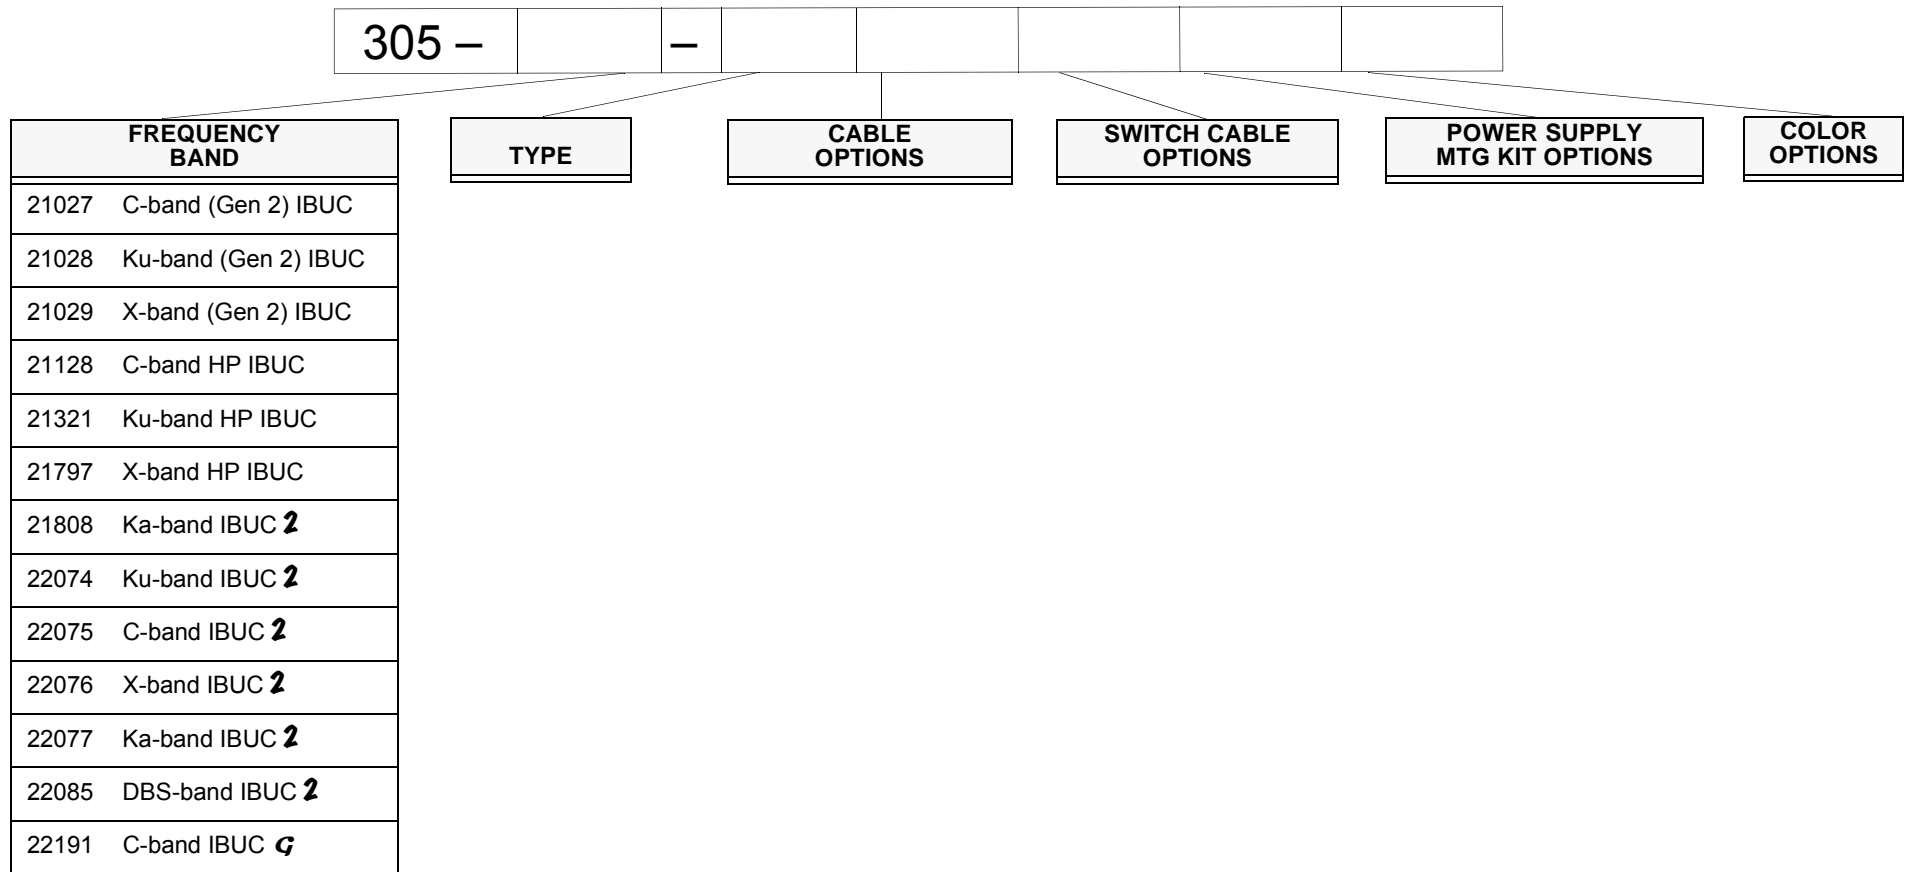 305 – –
FREQUENCY
BAND
TYPE
CABLE
OPTIONS
SWITCH CABLE
OPTIONS
POWER SUPPLY
MTG KIT OPTIONS
COLOR
OPTIONS
21027 C-band (Gen 2) IBUC
21028 Ku-band (Gen 2) IBUC
21029 X-band (Gen 2) IBUC
21128 C-band HP IBUC
21321 Ku-band HP IBUC
21797 X-band HP IBUC
21808 Ka-band IBUC 2
22074 Ku-band IBUC 2
22075 C-band IBUC 2
22076 X-band IBUC 2
22077 Ka-band IBUC 2
22085 DBS-band IBUC 2
22191 C-band IBUC G